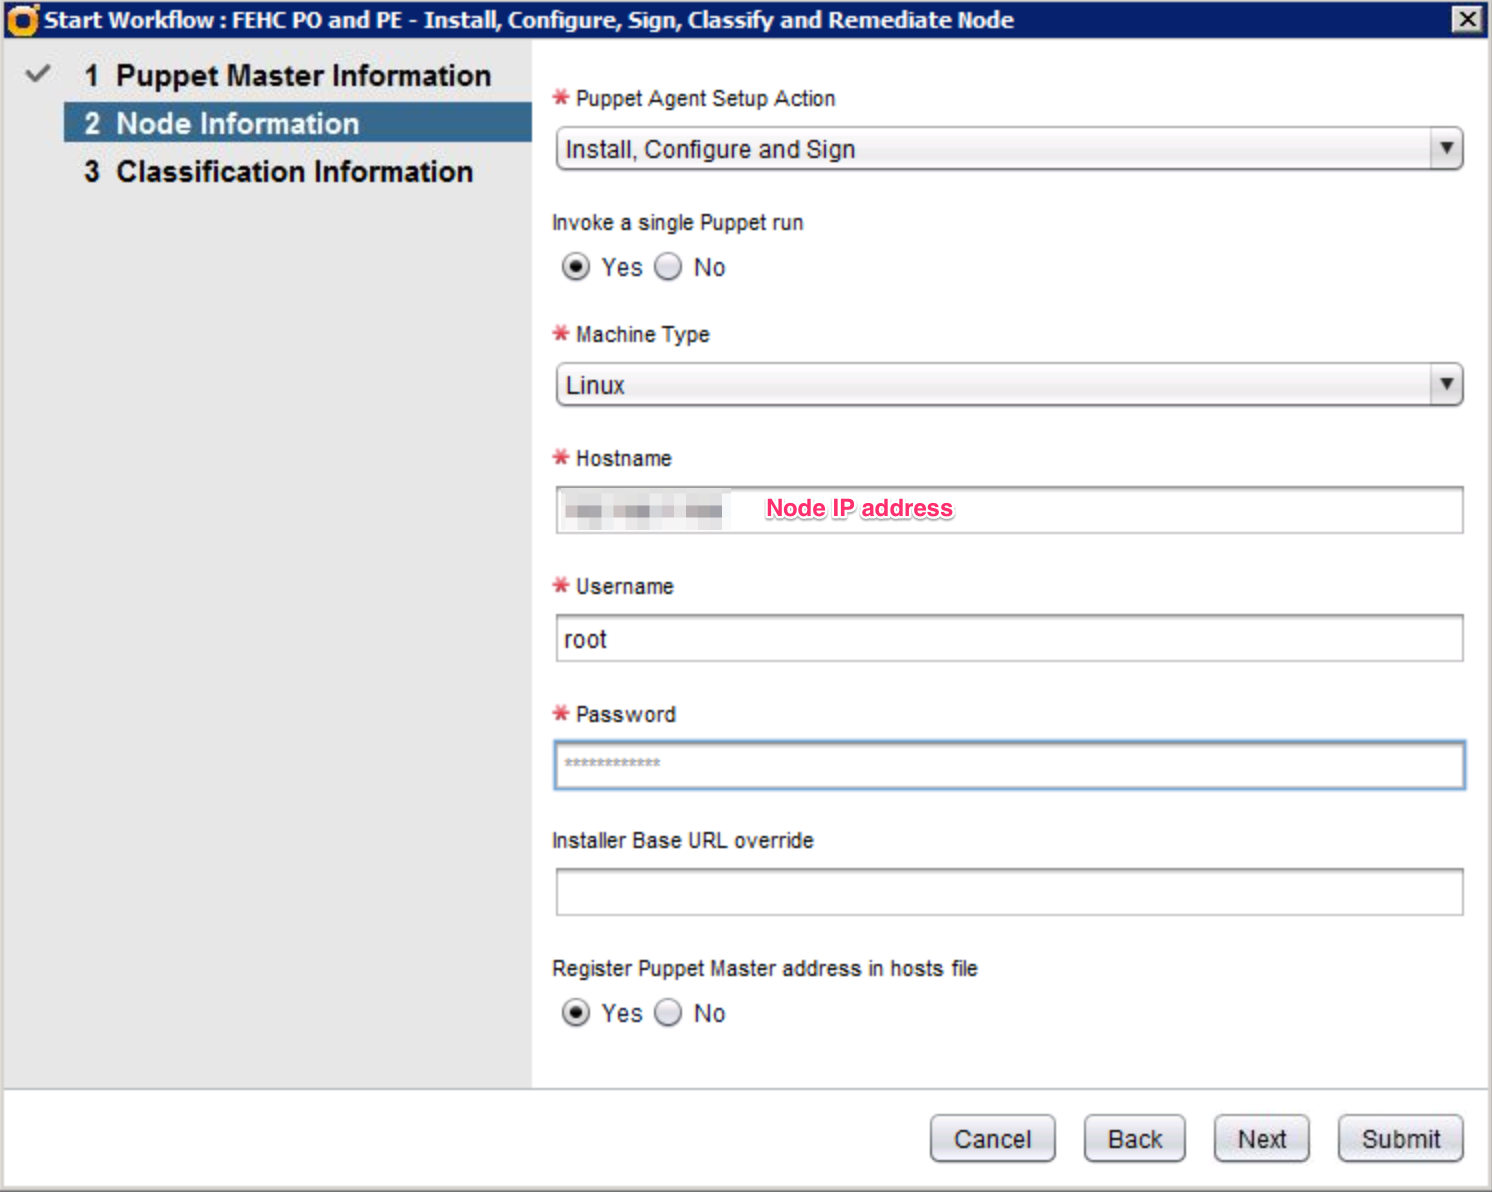 Start Workflow : FEHC PO and PE - Install, Configure, Sign, Classify and Remediate Node
1 Puppet Master Information
2 Node Information
3 Classification Information
* Puppet Agent Setup Action
Install, Configure and Sign
Invoke a single Puppet run
Yes No
* Machine Type
Linux
* Hostname
Node IP address
* Username
root
* Password
************
Installer Base URL override
Register Puppet Master address in hosts file
Yes No
Cancel Back Next Submit